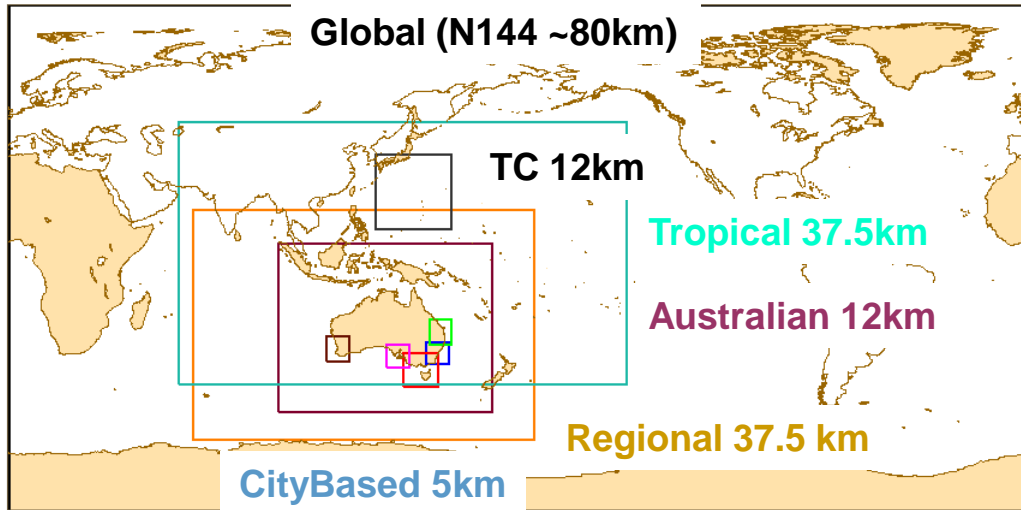 Global (N144 ~80km)
TC 12km
Tropical 37.5km
Australian 12km
Regional 37.5 km
CityBased 5km